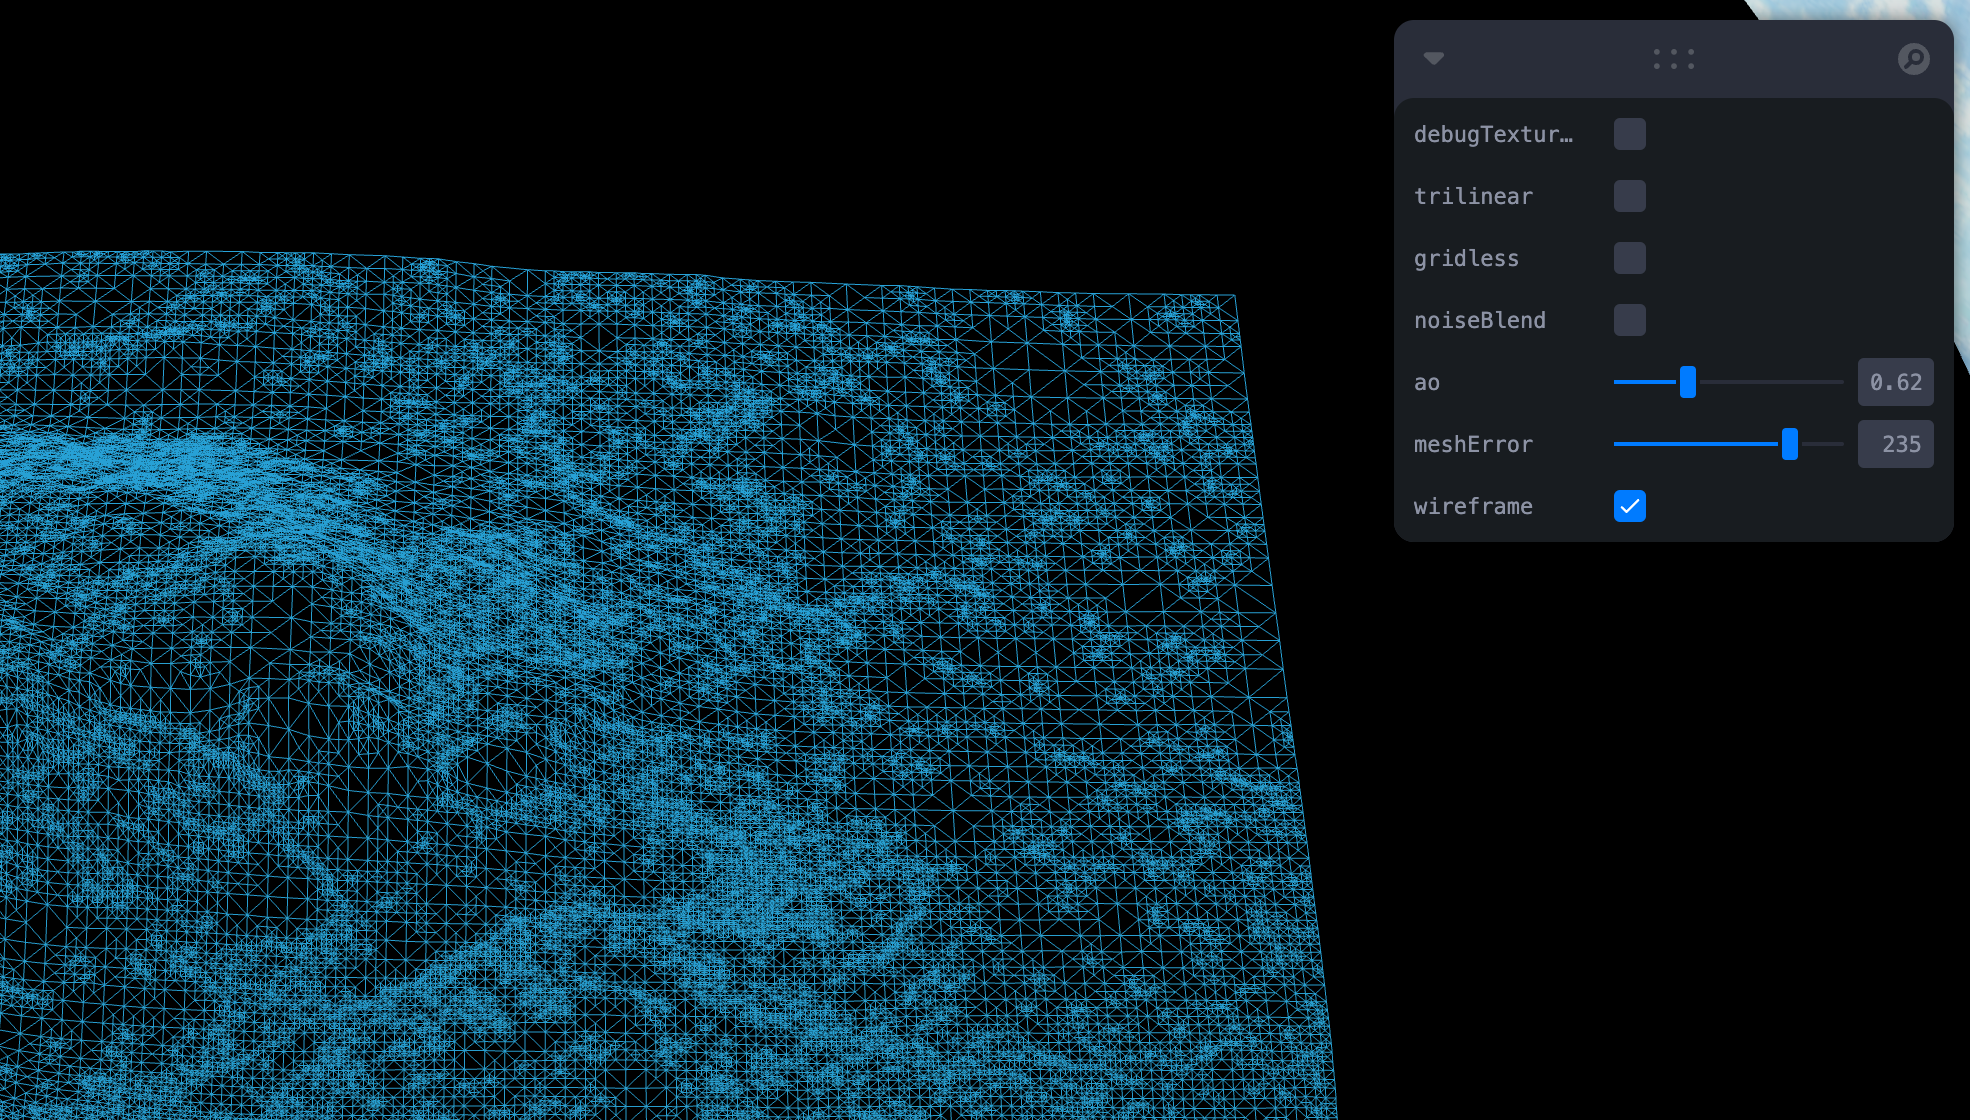 debugTextur…
trilinear
gridless
noiseBlend
ao 0.62
meshError 235
wireframe